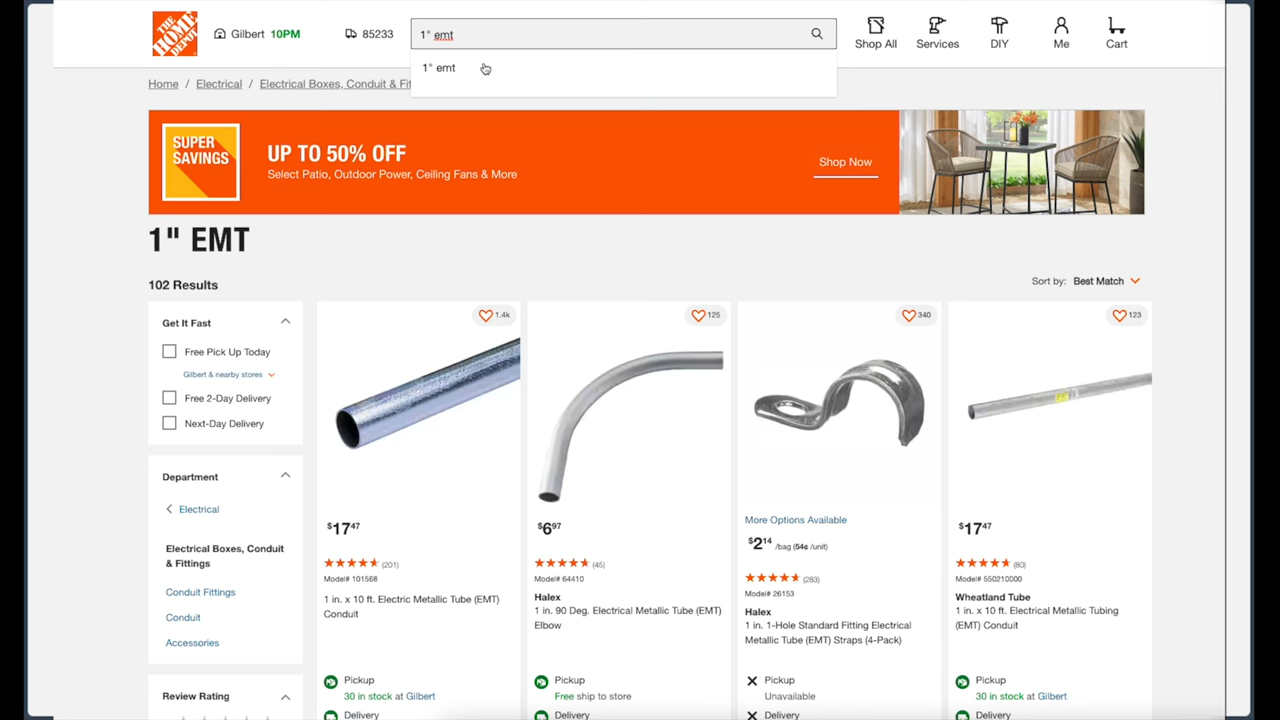 THE HOME DEPOT
Gilbert 10PM
85233
1" emt
Shop All
Services
DIY
Me
Cart
1" emt
Home / Electrical / Electrical Boxes, Conduit & Fit
SUPER SAVINGS
UP TO 50% OFF
Select Patio, Outdoor Power, Ceiling Fans & More
Shop Now
1" EMT
102 Results
Sort by: Best Match
Get It Fast
Free Pick Up Today
Gilbert & nearby stores
Free 2-Day Delivery
Next-Day Delivery
Department
Electrical
Electrical Boxes, Conduit
& Fittings
Conduit Fittings
Conduit
Accessories
Review Rating
1.4k
$17 47
(201)
Model# 101568
1 in. x 10 ft. Electric Metallic Tube (EMT)
Conduit
Pickup
30 in stock at Gilbert
Delivery
125
$6 97
(45)
Model# 64410
Halex
1 in. 90 Deg. Electrical Metallic Tube (EMT)
Elbow
Pickup
Free ship to store
Delivery
340
More Options Available
$2 14 /bag (54¢ /unit)
(283)
Model# 26153
Halex
1 in. 1-Hole Standard Fitting Electrical
Metallic Tube (EMT) Straps (4-Pack)
Pickup
Unavailable
Delivery
123
$17 47
(80)
Model# 550210000
Wheatland Tube
1 in. x 10 ft. Electrical Metallic Tubing
(EMT) Conduit
Pickup
30 in stock at Gilbert
Delivery